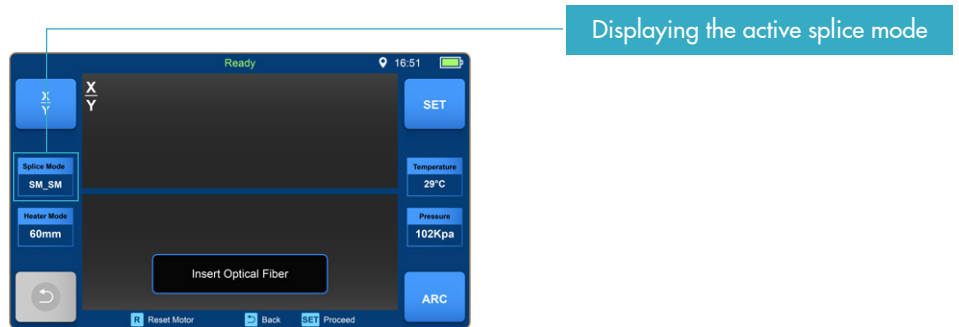 Displaying the active splice mode
Ready
16:51
X
Y
X
Y
SET
Splice Mode
SM_SM
Temperature
29°C
Heater Mode
60mm
Pressure
102Kpa
Insert Optical Fiber
ARC
R Reset Motor
Back
SET Proceed